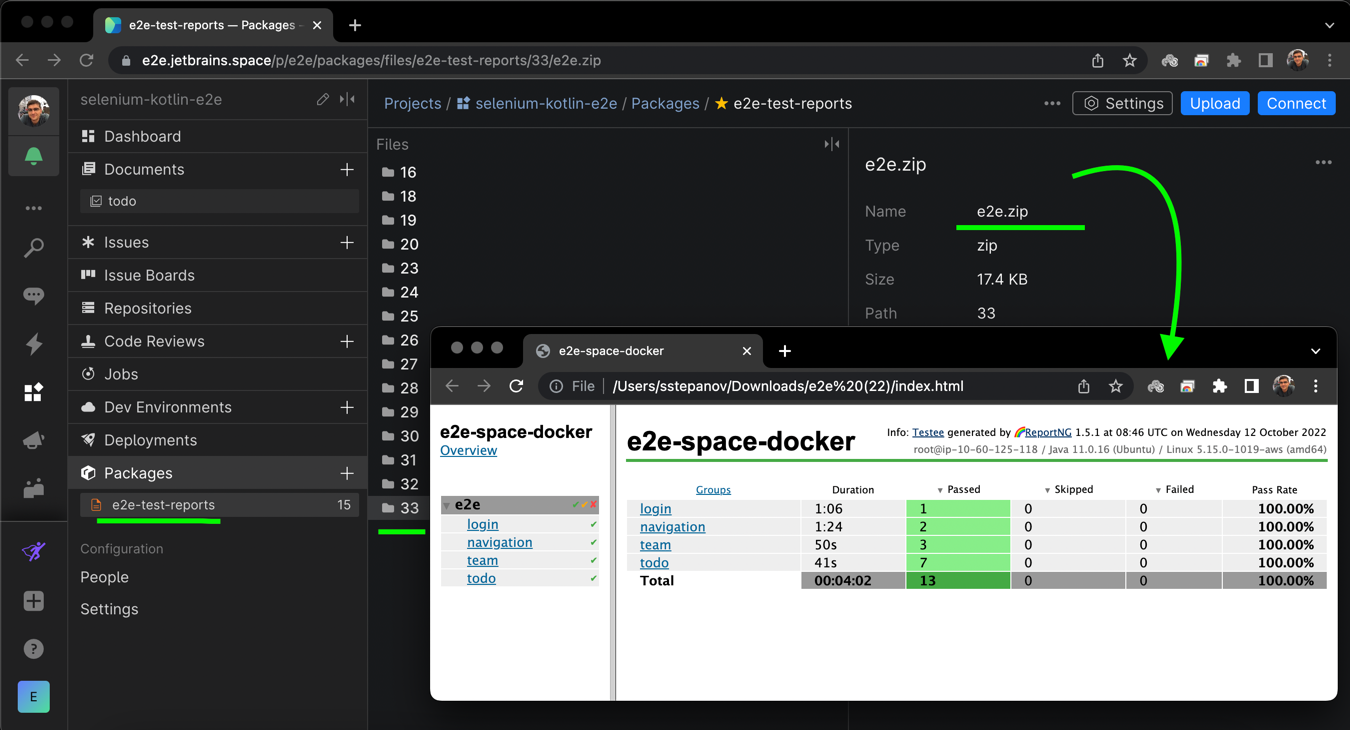 e2e-test-reports — Packages -
e2e.jetbrains.space/p/e2e/packages/files/e2e-test-reports/33/e2e.zip
selenium-kotlin-e2e
Projects / selenium-kotlin-e2e / Packages / e2e-test-reports
Settings
Upload
Connect
Dashboard
Documents
todo
Issues
Issue Boards
Repositories
Code Reviews
Jobs
Dev Environments
Deployments
Packages
e2e-test-reports 15
Configuration
People
Settings
E
Files
16
18
19
20
23
24
25
26
27
28
29
30
31
32
33
e2e.zip
Name e2e.zip
Type zip
Size 17.4 KB
Path 33
e2e-space-docker
File /Users/sstepanov/Downloads/e2e%20(22)/index.html
e2e-space-docker
Overview
e2e
login
navigation
team
todo
e2e-space-docker
Info: Testee generated by ReportNG 1.5.1 at 08:46 UTC on Wednesday 12 October 2022
root@ip-10-60-125-118 / Java 11.0.16 (Ubuntu) / Linux 5.15.0-1019-aws (amd64)
Groups Duration Passed Skipped Failed Pass Rate
login 1:06 1 0 0 100.00%
navigation 1:24 2 0 0 100.00%
team 50s 3 0 0 100.00%
todo 41s 7 0 0 100.00%
Total 00:04:02 13 0 0 100.00%